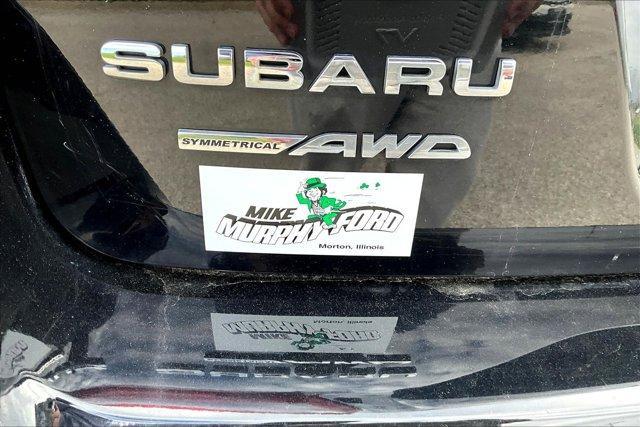 SUBARU
SYMMETRICAL AWD
MIKE
MURPHY FORD
Morton, Illinois